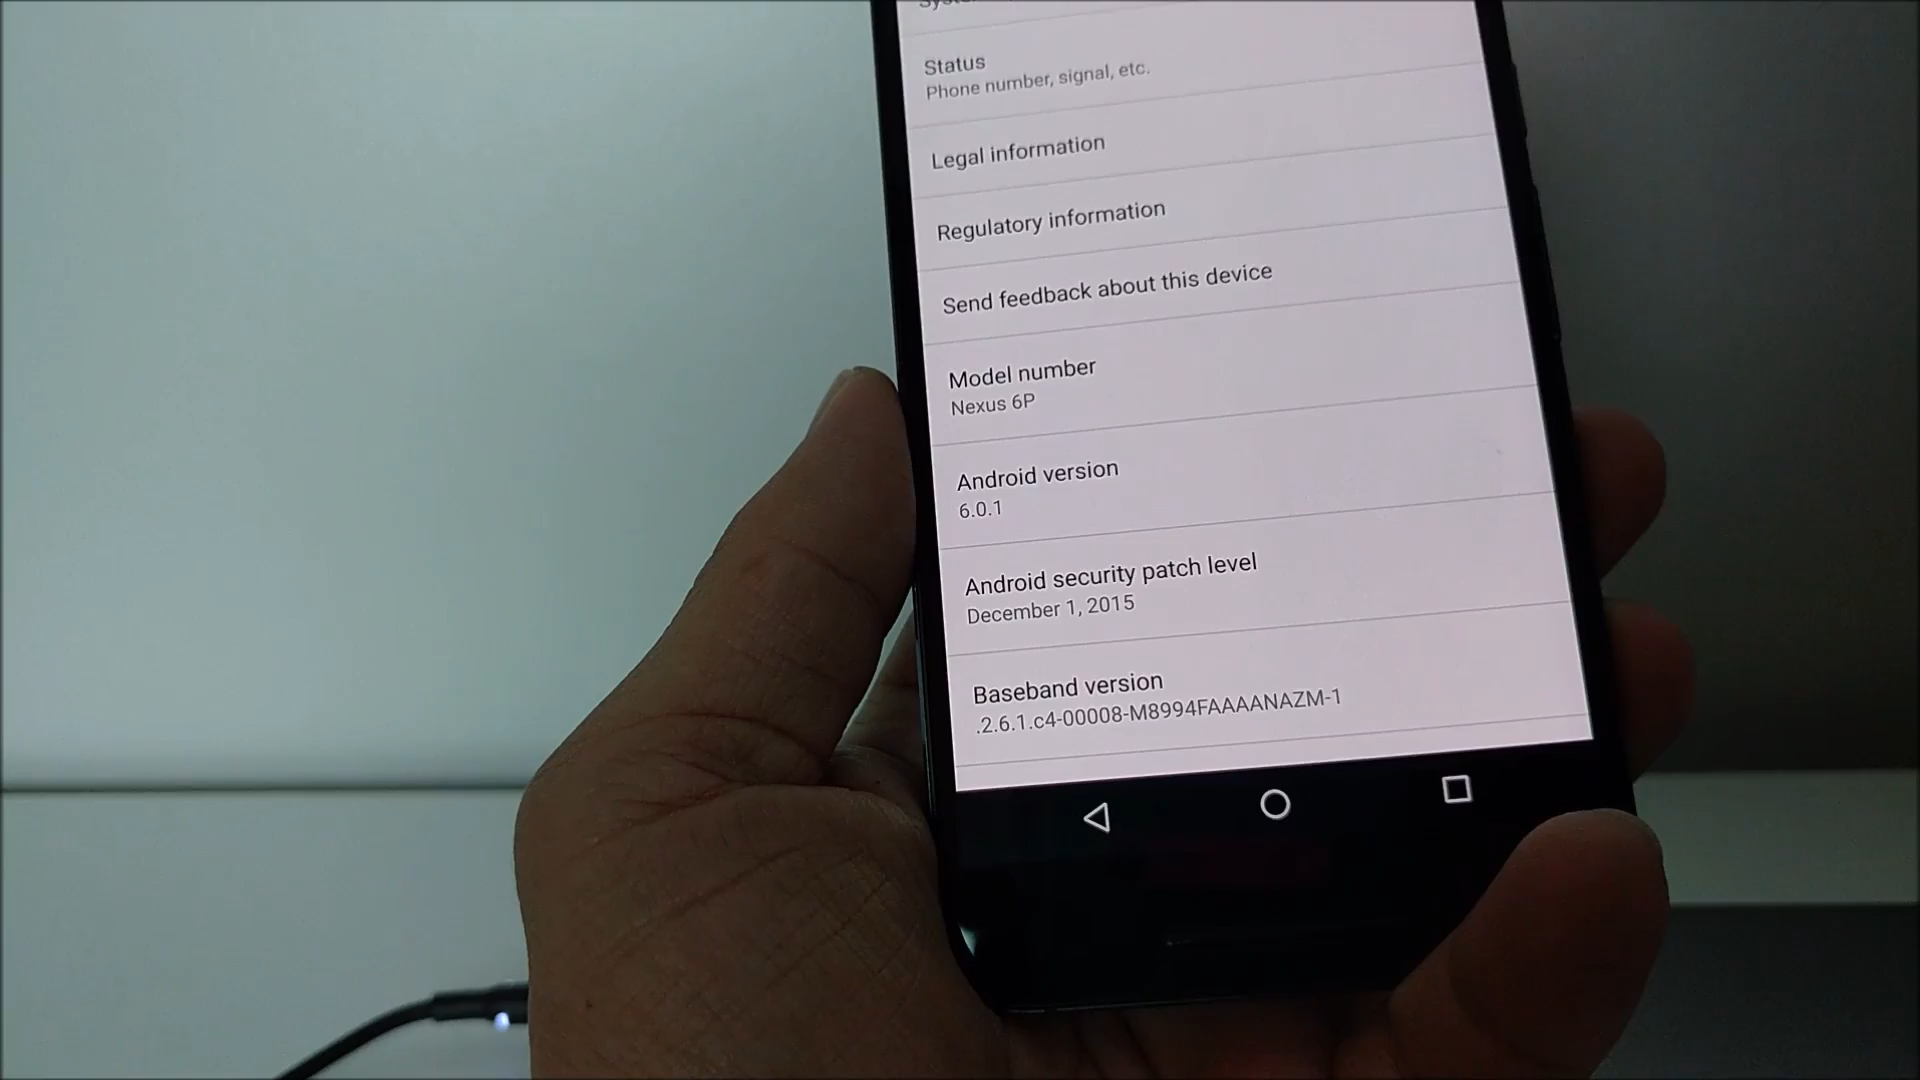 Status
Phone number, signal, etc.
Legal information
Regulatory information
Send feedback about this device
Model number
Nexus 6P
Android version
6.0.1
Android security patch level
December 1, 2015
Baseband version
.2.6.1.c4-00008-M8994FAAAANAZM-1